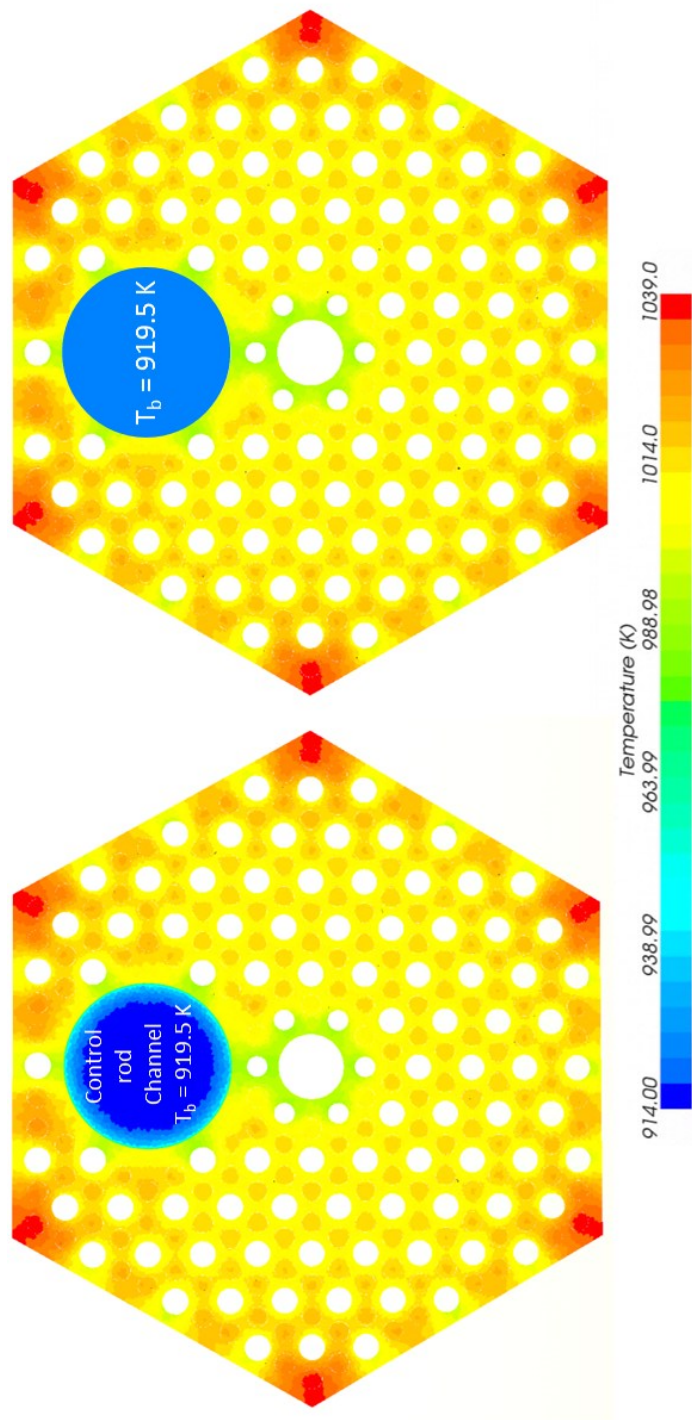 Control
rod
Channel
T_b = 919.5 K
T_b = 919.5 K
Temperature (K)
914.00
938.99
963.99
988.98
1014.0
1039.0